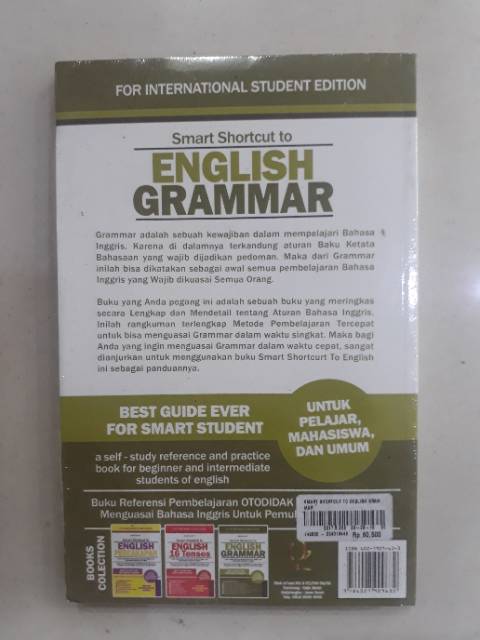 FOR INTERNATIONAL STUDENT EDITION
Smart Shortcut to
ENGLISH
GRAMMAR
Grammar adalah sebuah kewajiban dalam mempelajari Bahasa
Inggris. Karena di dalamnya terkandung aturan Baku Ketata
Bahasaan yang wajib dijadikan pedoman. Maka dari Grammar
inilah bisa dikatakan sebagai awal semua pembelajaran Bahasa
Inggris yang Wajib dikuasai Semua Orang.
Buku yang Anda pegang ini adalah sebuah buku yang meringkas
secara Lengkap dan Mendetail tentang Aturan Bahasa Inggris.
Inilah rangkuman terlengkap Metode Pembelajaran Tercepat
untuk bisa menguasai Grammar dalam waktu singkat. Maka bagi
Anda yang ingin menguasai Grammar dalam waktu cepat, sangat
dianjurkan untuk menggunakan buku Smart Shortcurt To English
ini sebagai panduannya.
BEST GUIDE EVER
FOR SMART STUDENT
UNTUK
PELAJAR,
MAHASISWA,
DAN UMUM
a self - study reference and practice
book for beginner and intermediate
students of english
Buku Referensi Pembelajaran OTODIDAK
Menguasai Bahasa Inggris Untuk
BOOKS
COLECTION
ENGLISH
ENGLISH
16 Tenses
ENGLISH
GRAMMAR
SMART SHORTCUT TO ENGLISH
Rp 60,500